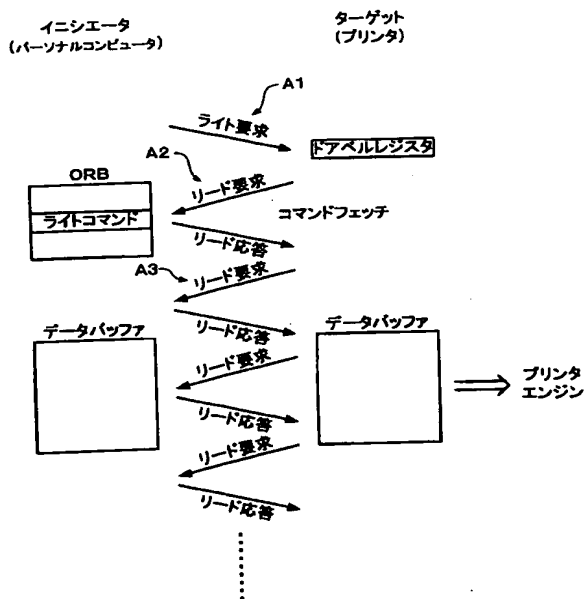 イニシエータ
(パーソナルコンピュータ)
ターゲット
(プリンタ)
A1
ライト要求
ドアベルレジスタ
A2
リード要求
ORB
ライトコマンド
コマンドフェッチ
リード応答
A3
リード要求
データバッファ
リード応答
データバッファ
リード要求
プリンタ
エンジン
リード応答
リード要求
リード応答